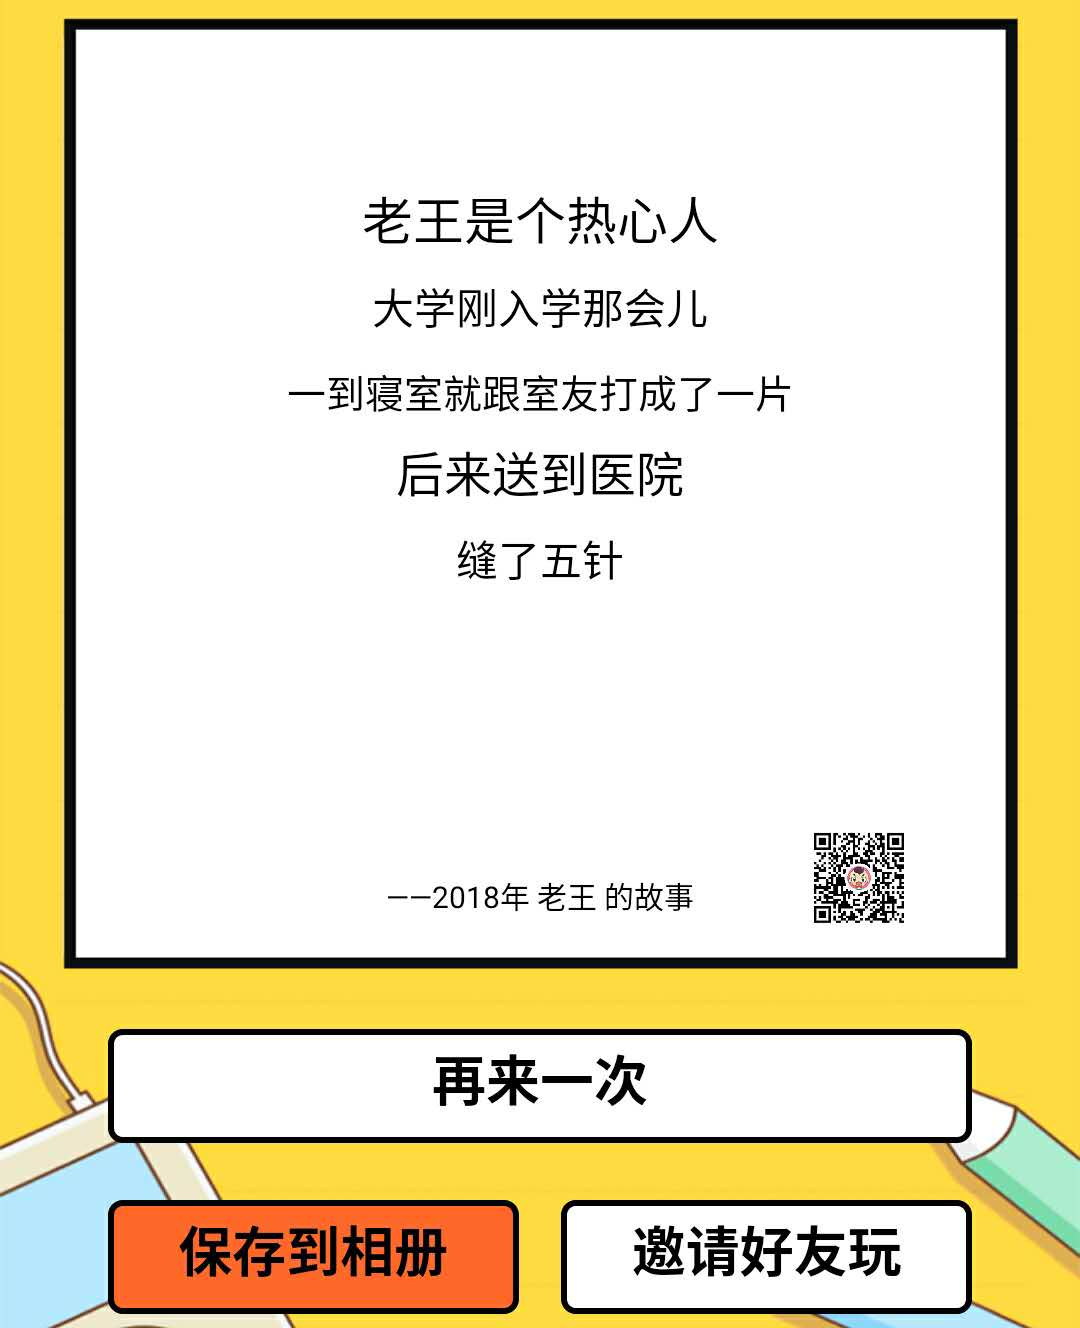 老王是个热心人
大学刚入学那会儿
一到寝室就跟室友打成了一片
后来送到医院
缝了五针
——2018年 老王 的故事
再来一次
保存到相册
邀请好友玩